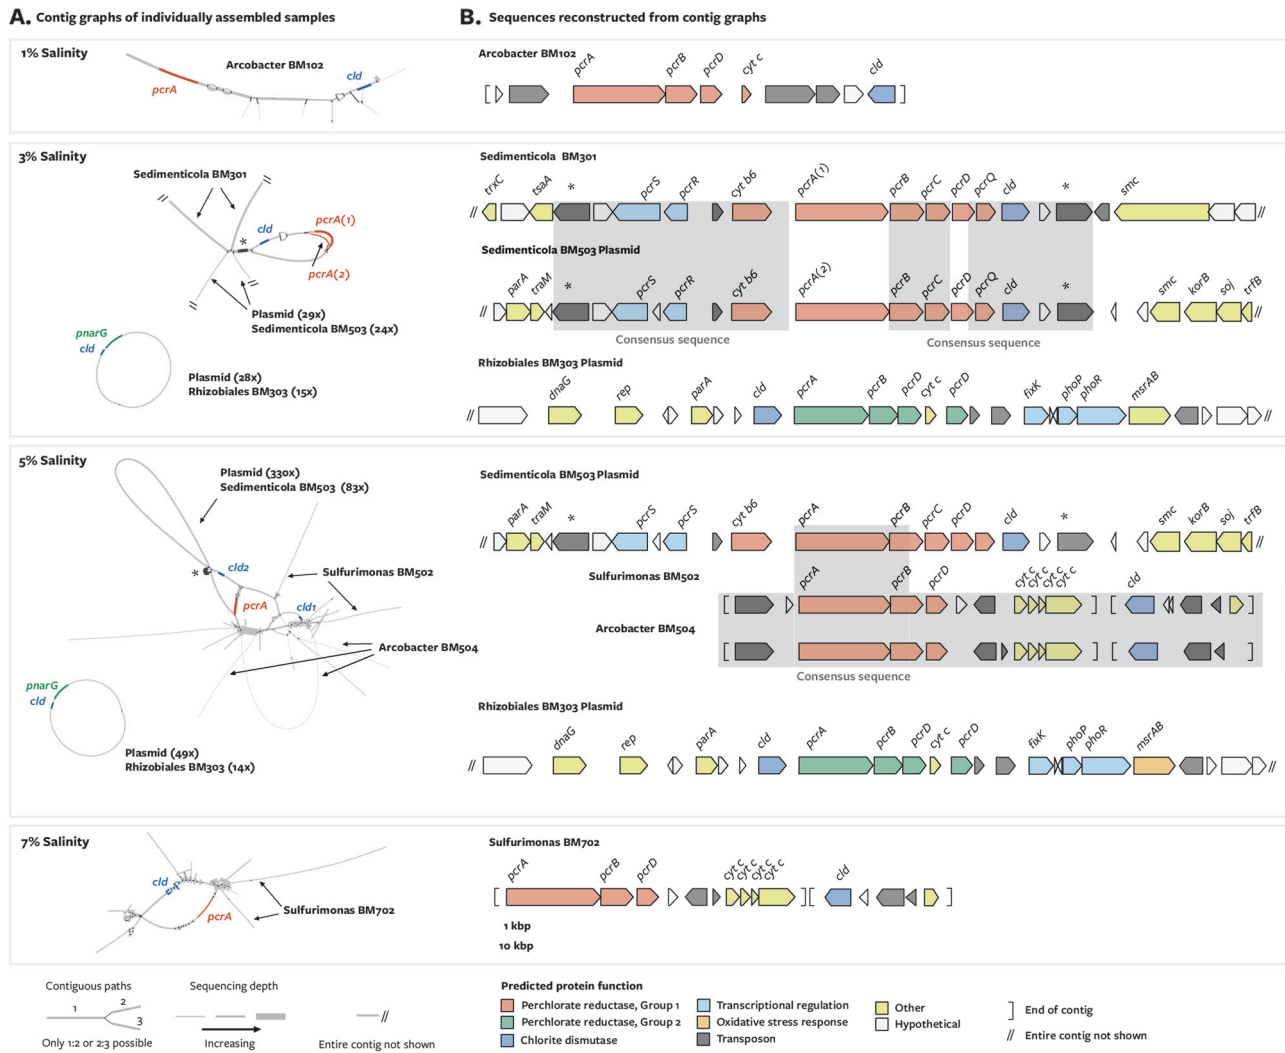 A. Contig graphs of individually assembled samples
B. Sequences reconstructed from contig graphs
1% Salinity
Arcobacter BM102
pcrA
cld
Arcobacter BM102
pcrA pcrB pcrD cyt c cld
3% Salinity
Sedimenticola BM301
*
cld
pcrA(1)
pcrA(2)
Plasmid (29x)
Sedimenticola BM503 (24x)
pnarG
cld
Plasmid (28x)
Rhizobiales BM303 (15x)
Sedimenticola BM301
trxC tsaA * pcrS pcrR cyt b6 pcrA(1) pcrB pcrC pcrD pcrQ cld * smc
Sedimenticola BM503 Plasmid
parA traM * pcrS pcrR cyt b6 pcrA(2) pcrB pcrC pcrD pcrQ cld * smc korB soj trfB
Consensus sequence
Consensus sequence
Rhizobiales BM303 Plasmid
dnaG rep parA cld pcrA pcrB pcrD cyt c pcrD fixK phoP phoR msrAB
5% Salinity
Plasmid (330x)
Sedimenticola BM503 (83x)
* cld2
Sulfurimonas BM502
pcrA
cld1
Arcobacter BM504
pnarG
cld
Plasmid (49x)
Rhizobiales BM303 (14x)
Sedimenticola BM503 Plasmid
parA traM * pcrS pcrS cyt b6 pcrA pcrB pcrC pcrD cld * smc korB soj trfB
Sulfurimonas BM502
pcrA pcrB pcrD cyt c cyt c cyt c cyt c cld
Arcobacter BM504
Consensus sequence
Rhizobiales BM303 Plasmid
dnaG rep parA cld pcrA pcrB pcrD cyt c pcrD fixK phoP phoR msrAB
7% Salinity
cld
pcrA
Sulfurimonas BM702
Sulfurimonas BM702
pcrA pcrB pcrD cyt c cyt c cyt c cyt c cld
1 kbp
10 kbp
Contiguous paths
1 2 3
Only 1:2 or 2:3 possible
Sequencing depth
Increasing
//
Entire contig not shown
Predicted protein function
Perchlorate reductase, Group 1
Perchlorate reductase, Group 2
Chlorite dismutase
Transcriptional regulation
Oxidative stress response
Transposon
Other
Hypothetical
] End of contig
// Entire contig not shown